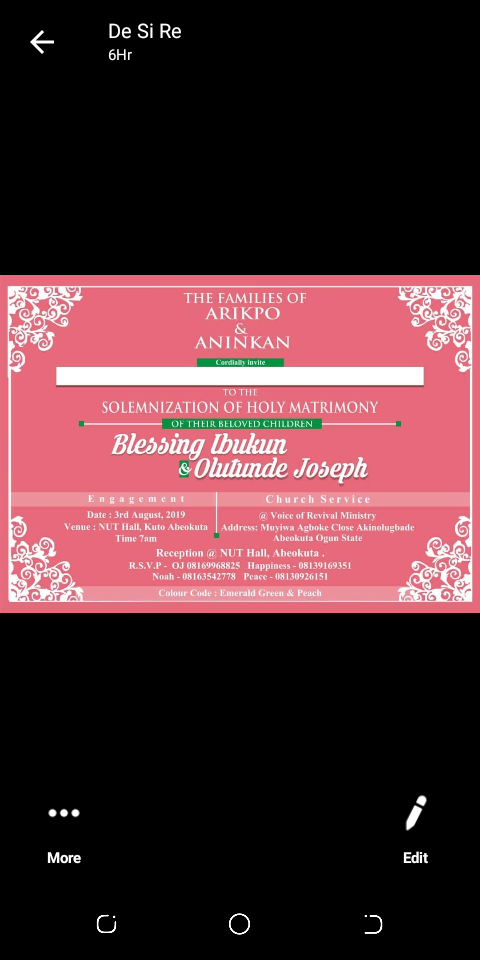 De Si Re
6Hr
THE FAMILIES OF
ARIKPO
&
ANINKAN
Cordially invite
TO THE
SOLEMNIZATION OF HOLY MATRIMONY
OF THEIR BELOVED CHILDREN
Blessing Ibukun
& Olutunde Joseph
Engagement
Date : 3rd August, 2019
Venue : NUT Hall, Kuto Abeokuta
Time 7am
Church Service
@ Voice of Revival Ministry
Address: Muyiwa Agboke Close Akinolugbade
Abeokuta Ogun State
Reception @ NUT Hall, Abeokuta .
R.S.V.P - OJ 08169968825 Happiness - 08139169351
Noah - 08163542778 Peace - 08130926151
Colour Code : Emerald Green & Peach
More
Edit